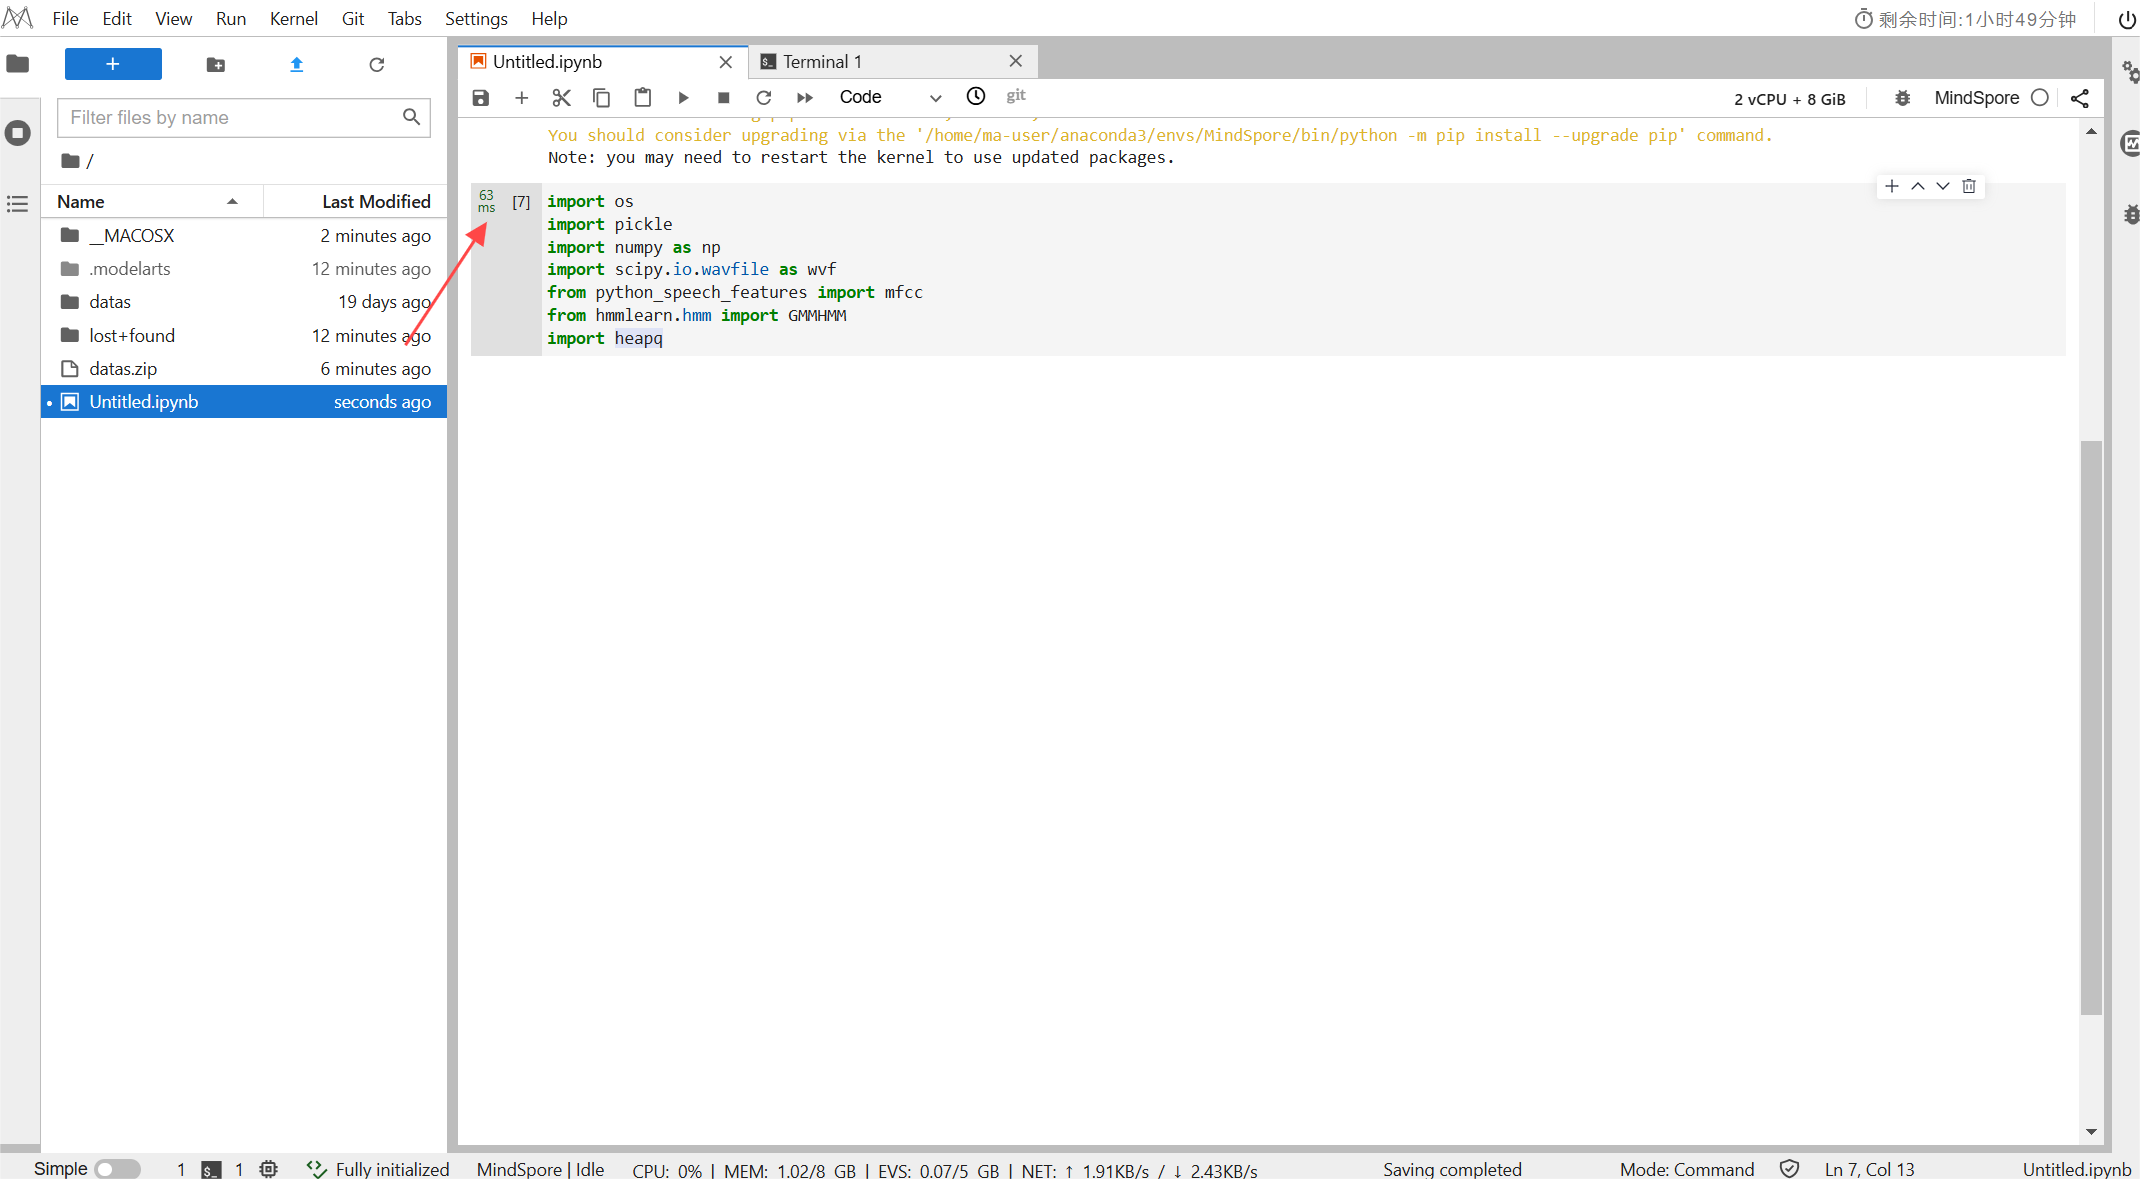 File Edit View Run Kernel Git Tabs Settings Help
剩余时间:1小时49分钟
Untitled.ipynb
Terminal 1
Code
git
2 vCPU + 8 GiB
MindSpore
Filter files by name
/
Name Last Modified
__MACOSX 2 minutes ago
.modelarts 12 minutes ago
datas 19 days ago
lost+found 12 minutes ago
datas.zip 6 minutes ago
Untitled.ipynb seconds ago
You should consider upgrading via the '/home/ma-user/anaconda3/envs/MindSpore/bin/python -m pip install --upgrade pip' command.
Note: you may need to restart the kernel to use updated packages.
63
ms
[7]
import os
import pickle
import numpy as np
import scipy.io.wavfile as wvf
from python_speech_features import mfcc
from hmmlearn.hmm import GMMHMM
import heapq
Simple 1 1 Fully initialized MindSpore | Idle CPU: 0% | MEM: 1.02/8 GB | EVS: 0.07/5 GB | NET: ↑ 1.91KB/s / ↓ 2.43KB/s Saving completed Mode: Command Ln 7, Col 13 Untitled.ipynb